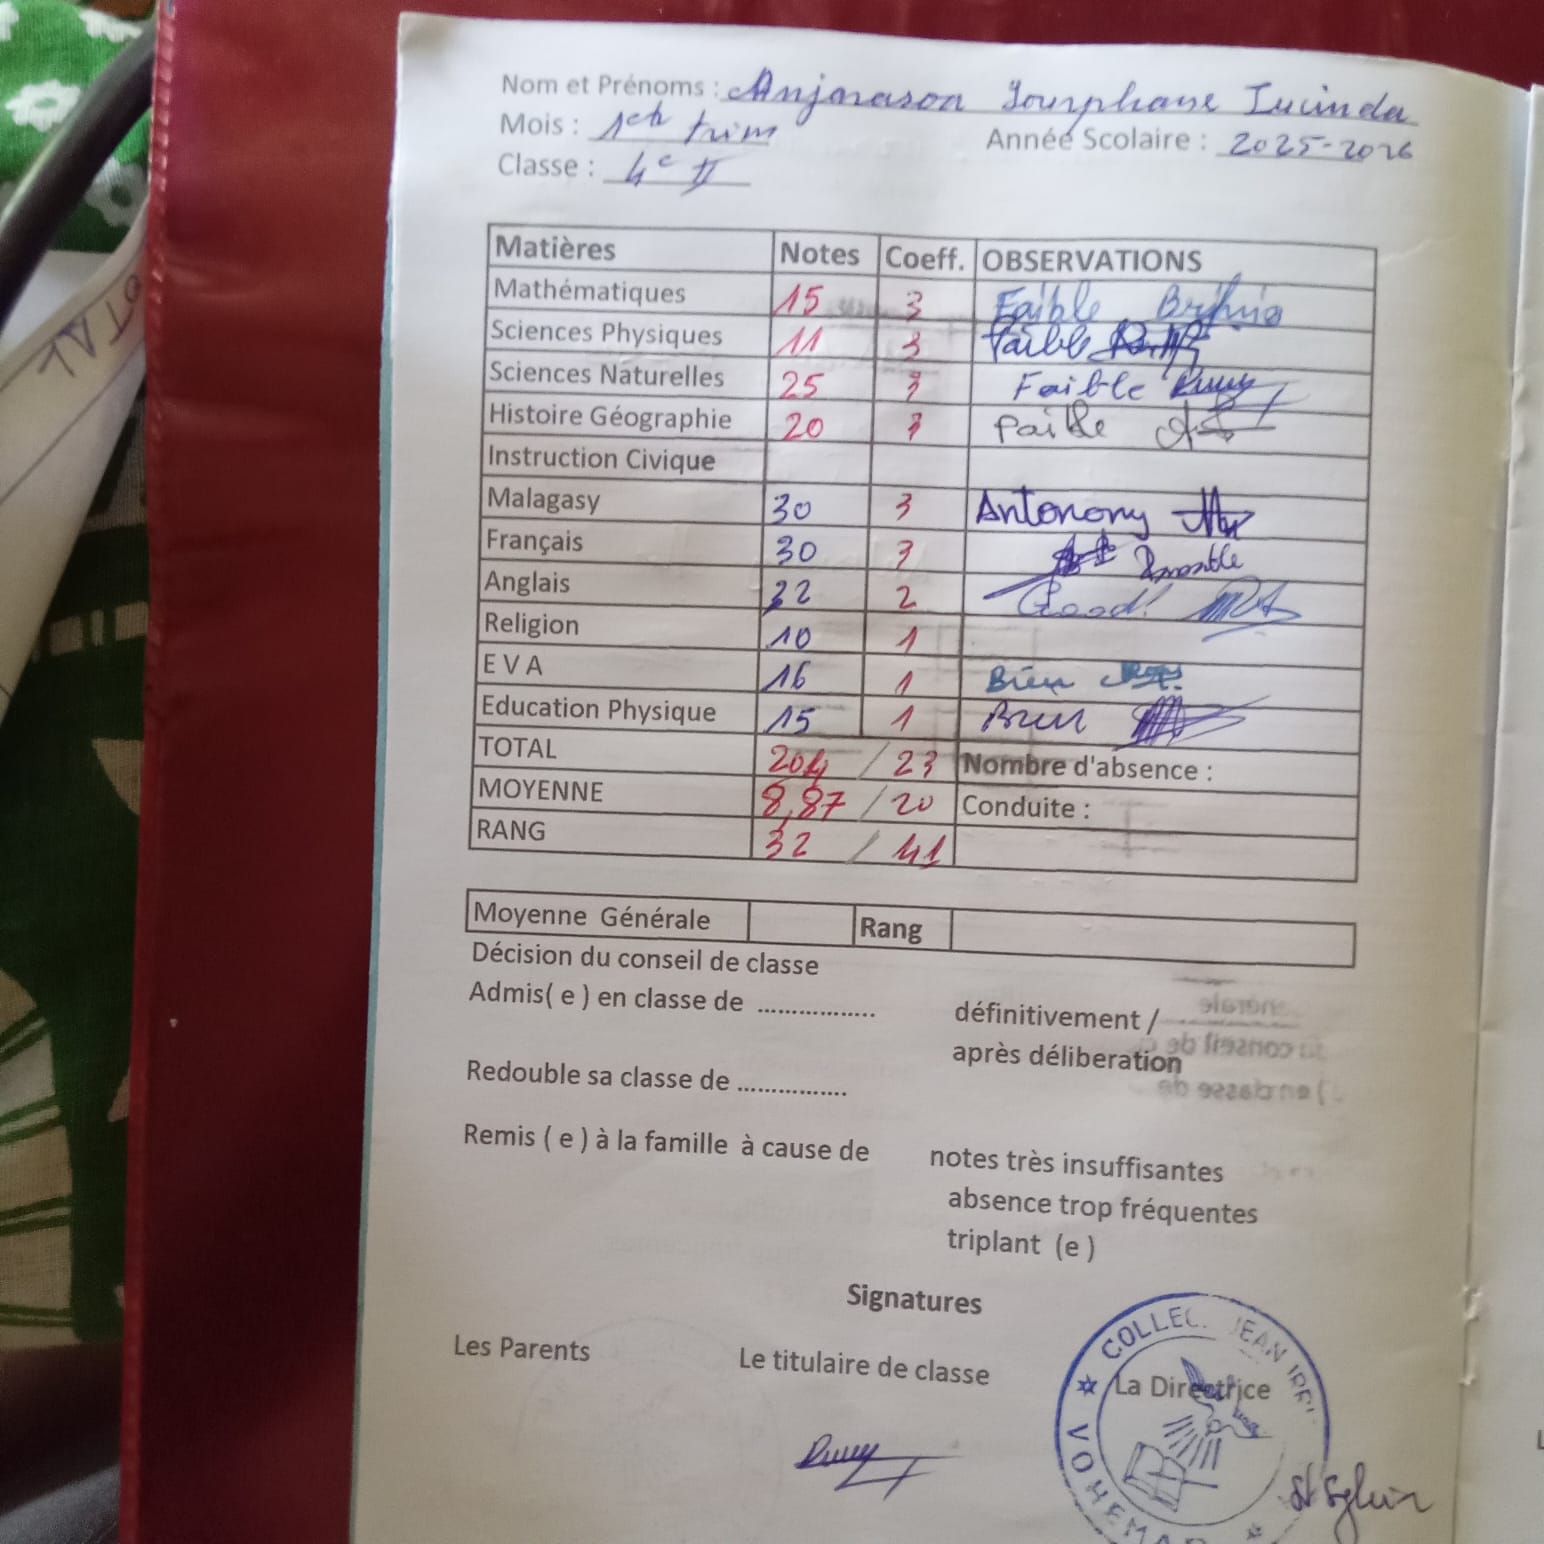 Nom et Prénoms : Anjarason Jourphane Lucinda
Mois : 1er trim
Année Scolaire : 2025-2026
Classe : 4e II
Matières Notes Coeff. OBSERVATIONS
Mathématiques 15 3 Faible
Sciences Physiques 11 3 Faible
Sciences Naturelles 25 3 Faible
Histoire Géographie 20 3 Faible
Instruction Civique
Malagasy 30 3 Antonony
Français 30 3
Anglais 22 2 Good!
Religion 10 1
E V A 16 1 Bien
Education Physique 15 1 Bien
TOTAL 204 / 23 Nombre d'absence :
MOYENNE 8,87 / 20 Conduite :
RANG 32 / 41
Moyenne Générale Rang
Décision du conseil de classe
Admis( e ) en classe de ................ définitivement /
après déliberation
Redouble sa classe de ...............
Remis ( e ) à la famille à cause de notes très insuffisantes
absence trop fréquentes
triplant (e )
Signatures
Les Parents Le titulaire de classe La Directrice
COLLEC. JEAN
VOHEMAR